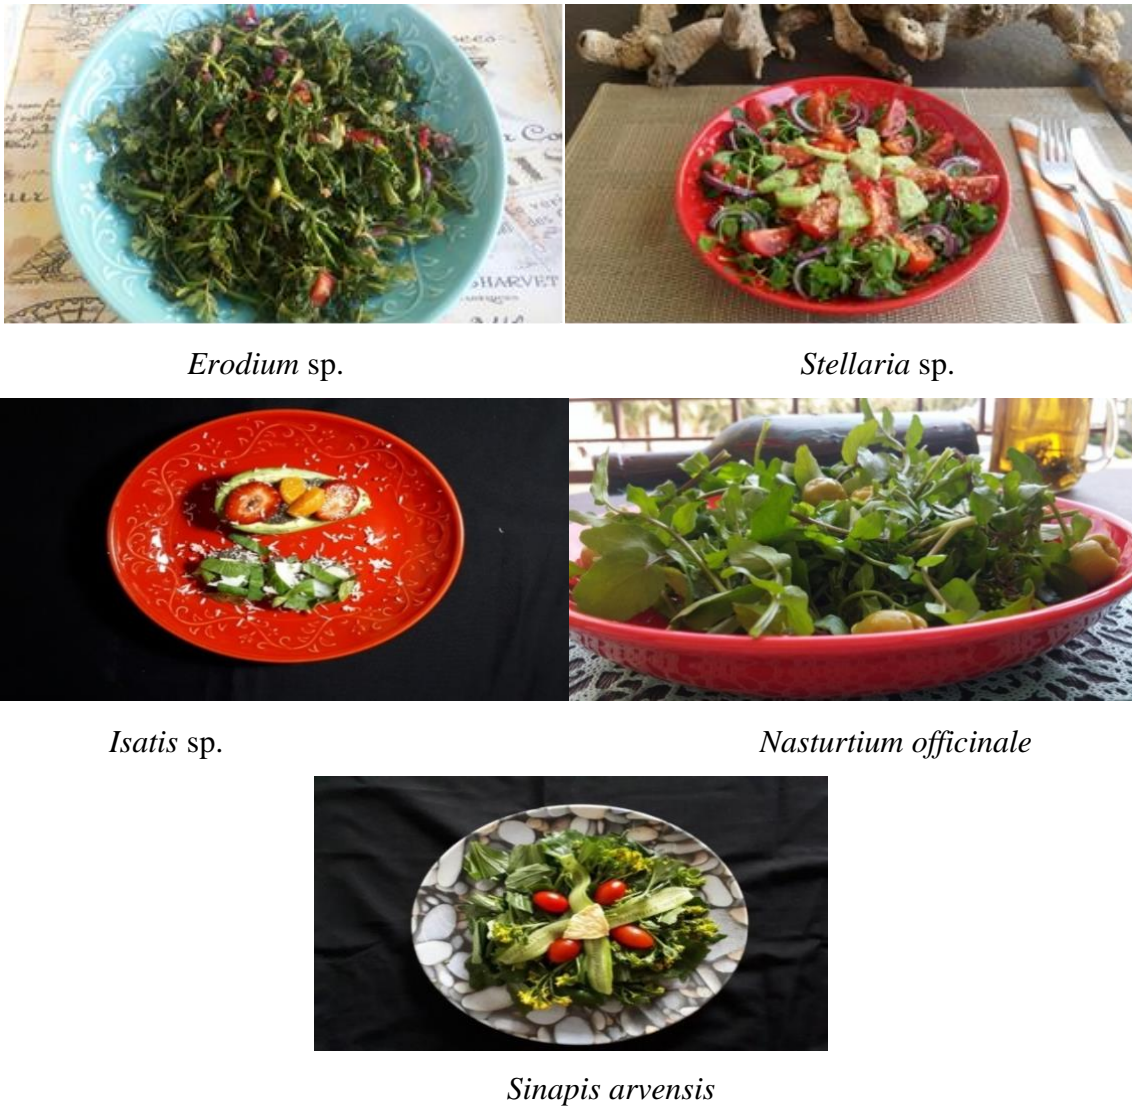 HARVET
Erodium sp.
Stellaria sp.
Isatis sp.
Nasturtium officinale
Sinapis arvensis